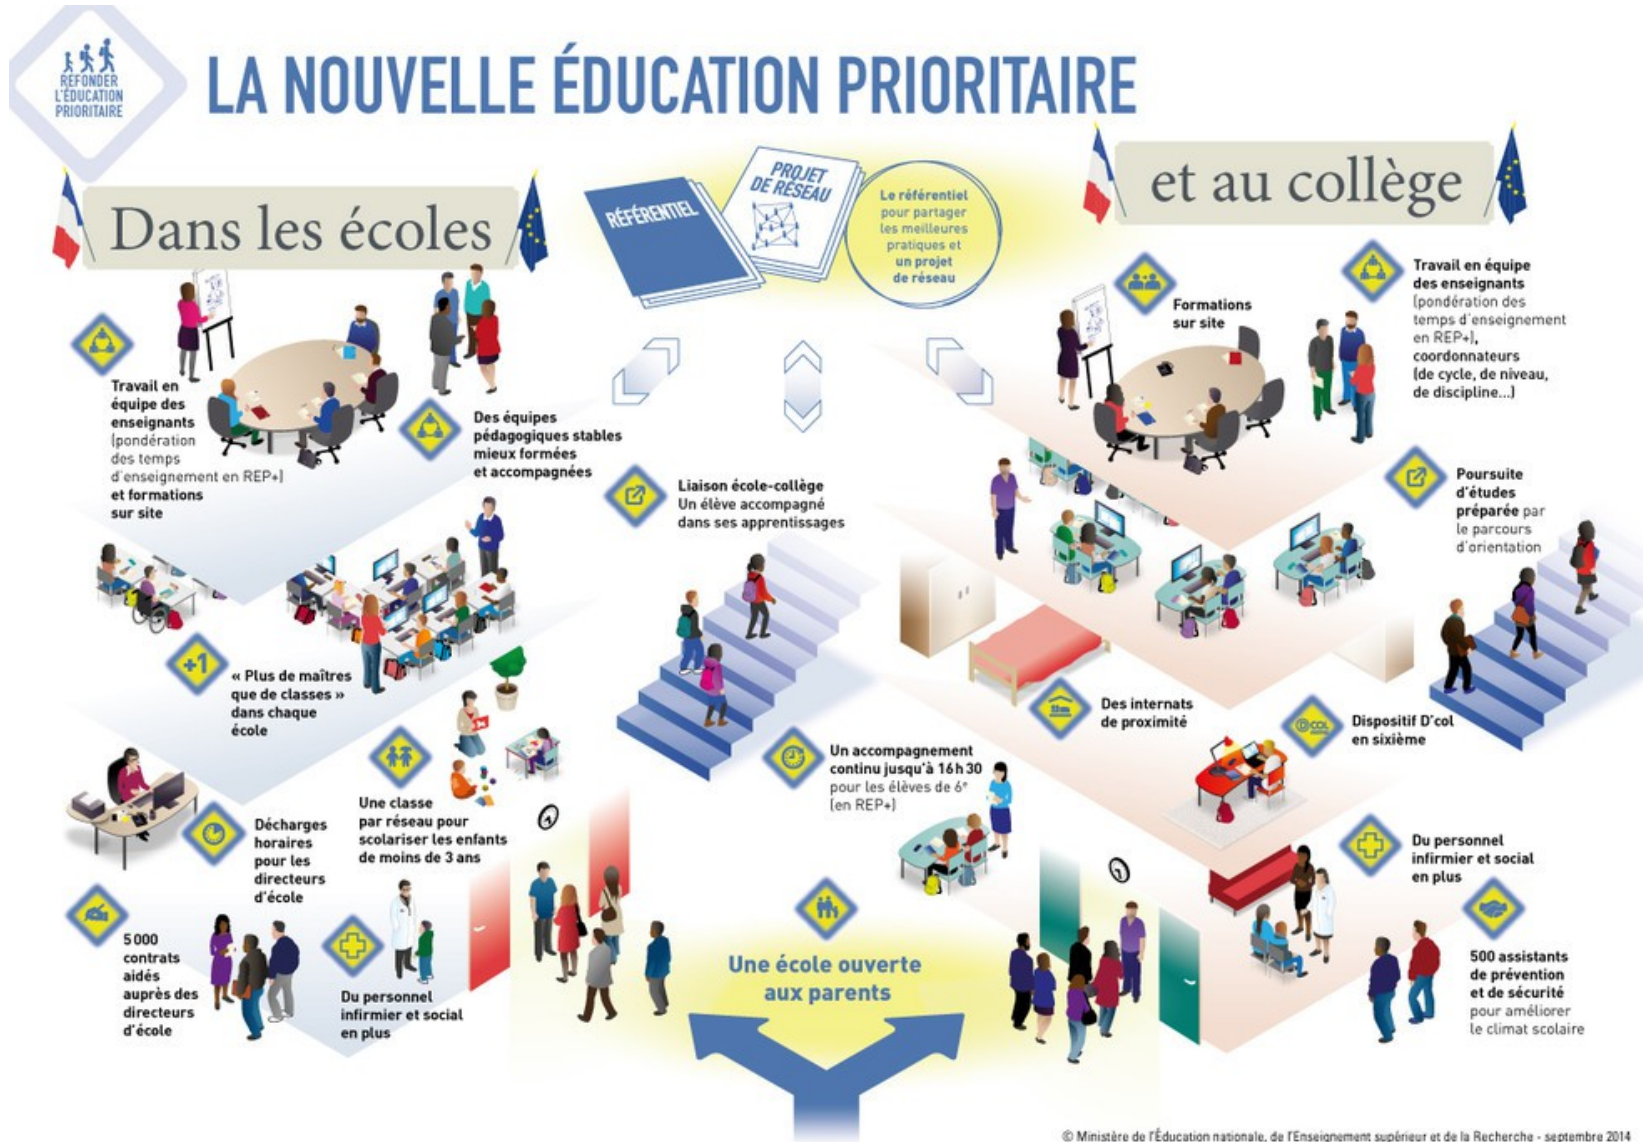 REFONDER
L'ÉDUCATION
PRIORITAIRE
LA NOUVELLE ÉDUCATION PRIORITAIRE
Dans les écoles
RÉFÉRENTIEL
PROJET
DE RÉSEAU
Le référentiel
pour partager
les meilleures
pratiques et
un projet
de réseau
et au collège
Travail en
équipe des
enseignants
(pondération
des temps
d'enseignement en REP+)
et formations
sur site
Des équipes
pédagogiques stables
mieux formées
et accompagnées
+1
« Plus de maîtres
que de classes »
dans chaque
école
Décharges
horaires
pour les
directeurs
d'école
Une classe
par réseau pour
scolariser les enfants
de moins de 3 ans
5 000
contrats
aidés
auprès des
directeurs
d'école
Du personnel
infirmier et social
en plus
Liaison école-collège
Un élève accompagné
dans ses apprentissages
Un accompagnement
continu jusqu'à 16h30
pour les élèves de 6e
(en REP+)
Une école ouverte
aux parents
Formations
sur site
Travail en équipe
des enseignants
(pondération des
temps d'enseignement
en REP+),
coordonnateurs
(de cycle, de niveau,
de discipline...)
Poursuite
d'études
préparée par
le parcours
d'orientation
Des internats
de proximité
D COL
Dispositif D'col
en sixième
Du personnel
infirmier et social
en plus
500 assistants
de prévention
et de sécurité
pour améliorer
le climat scolaire
© Ministère de l'Éducation nationale, de l'Enseignement supérieur et de la Recherche - septembre 2014